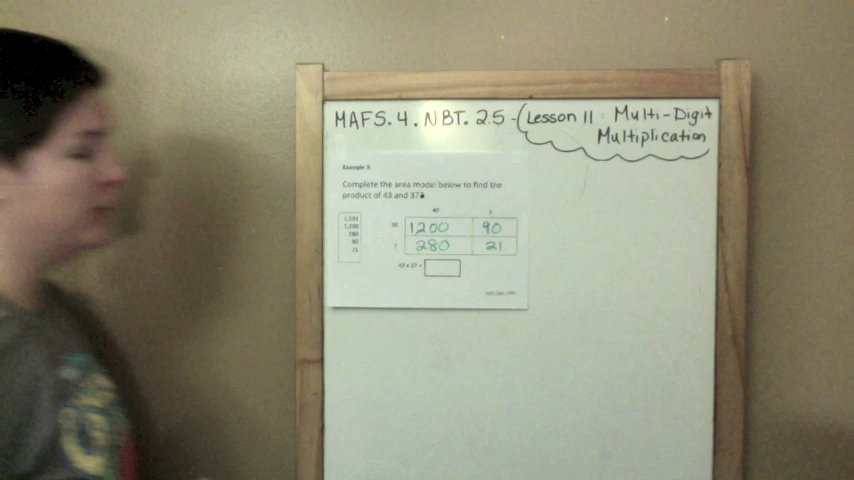 MAFS.4.NBT.2.5 - Lesson 11: Multi-Digit
Multiplication
Example 3:
Complete the area model below to find the
product of 43 and 37?
40 3
1,591
1,200
280
90
21
30 1200 90
7 280 21
43 x 37 =